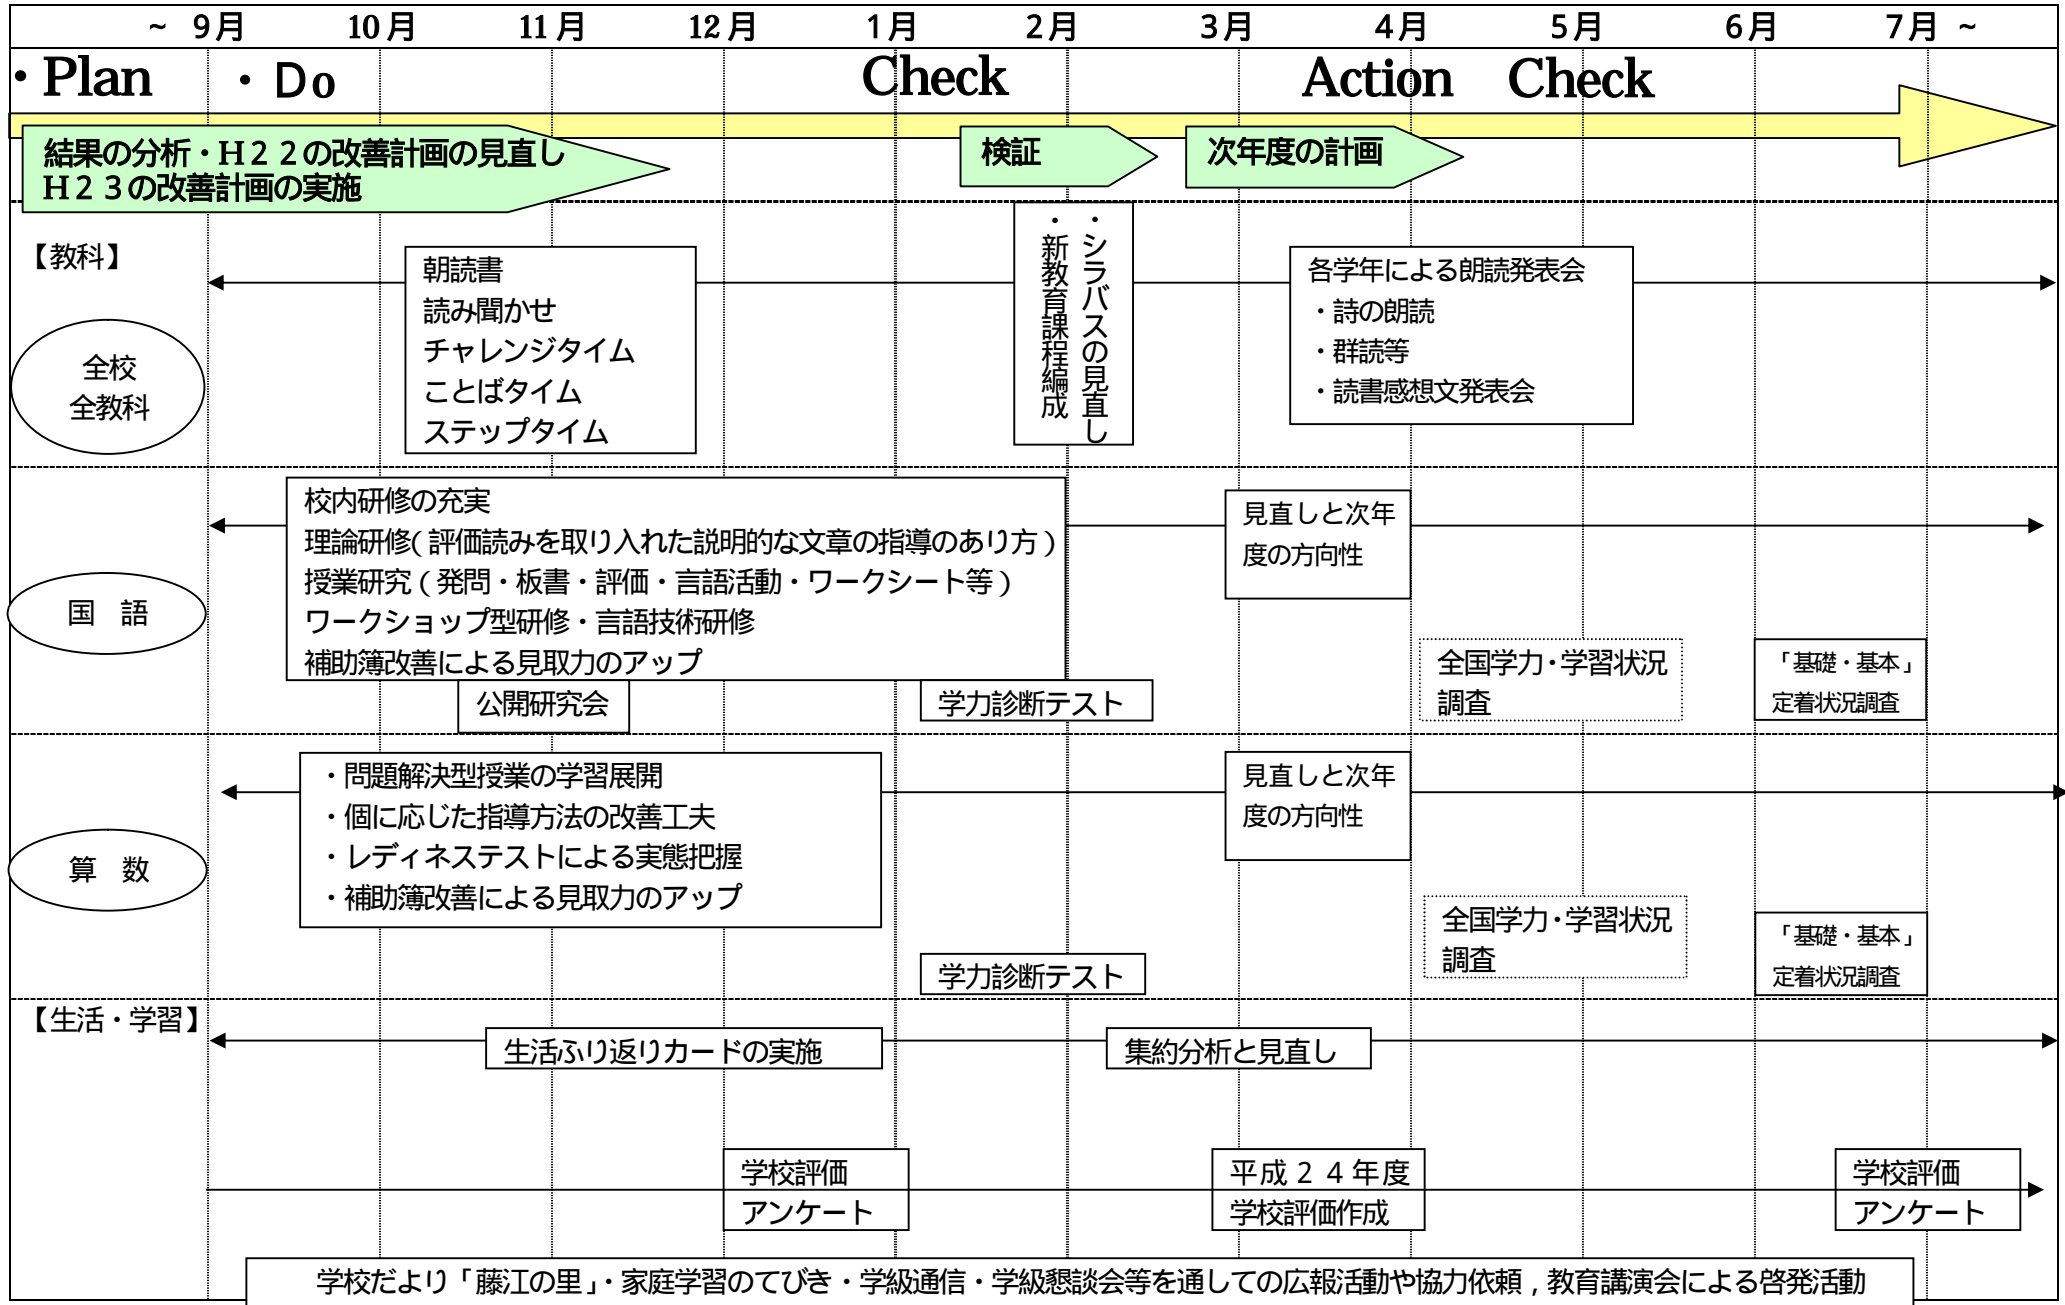 ～ ９月 10月 11月 12月 １月 ２月 ３月 ４月 ５月 ６月 ７月 ～
・Plan ・Do Check Action Check
結果の分析・Ｈ２２の改善計画の見直し
Ｈ２３の改善計画の実施
検証
次年度の計画
【教科】
全校
全教科
朝読書
読み聞かせ
チャレンジタイム
ことばタイム
ステップタイム
・シラバスの見直し
・新教育課程編成
各学年による朗読発表会
・詩の朗読
・群読等
・読書感想文発表会
国 語
校内研修の充実
理論研修(評価読みを取り入れた説明的な文章の指導のあり方)
授業研究(発問・板書・評価・言語活動・ワークシート等)
ワークショップ型研修・言語技術研修
補助簿改善による見取力のアップ
公開研究会
学力診断テスト
見直しと次年
度の方向性
全国学力・学習状況
調査
「基礎・基本」
定着状況調査
算 数
・問題解決型授業の学習展開
・個に応じた指導方法の改善工夫
・レディネステストによる実態把握
・補助簿改善による見取力のアップ
学力診断テスト
見直しと次年
度の方向性
全国学力・学習状況
調査
「基礎・基本」
定着状況調査
【生活・学習】
生活ふり返りカードの実施
集約分析と見直し
学校評価
アンケート
平成２４年度
学校評価作成
学校評価
アンケート
学校だより「藤江の里」・家庭学習のてびき・学級通信・学級懇談会等を通しての広報活動や協力依頼，教育講演会による啓発活動